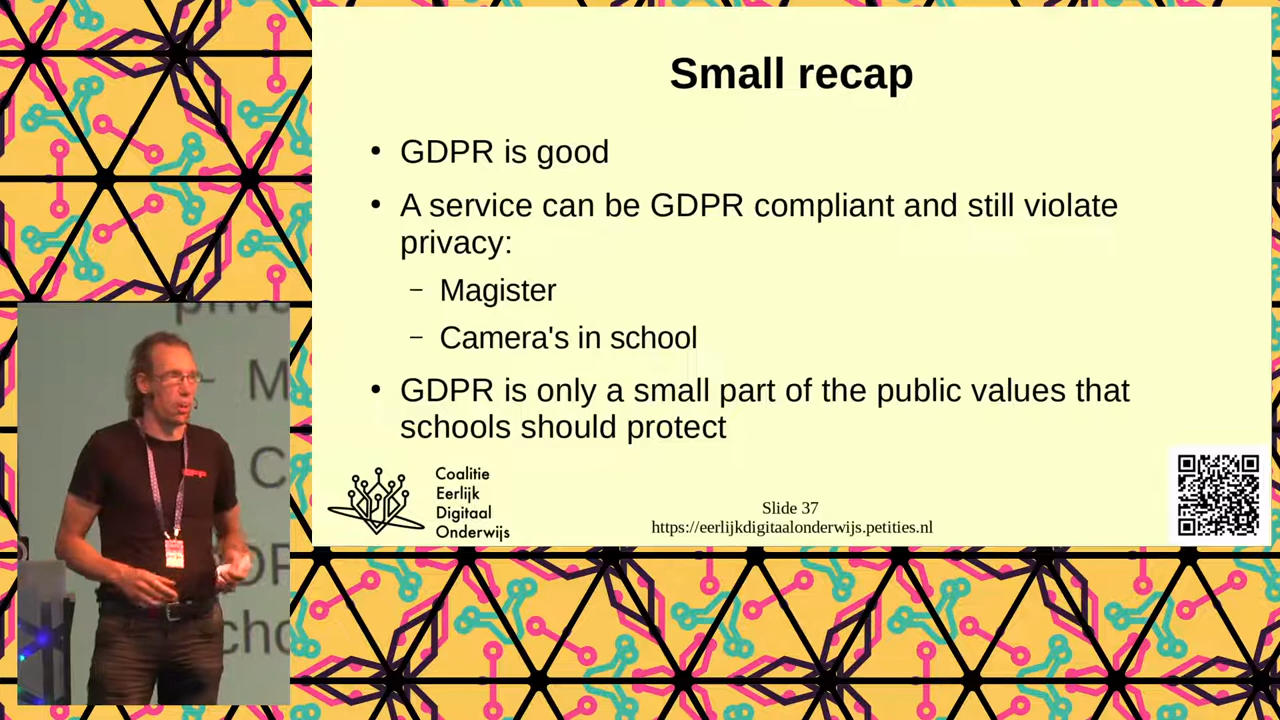 Small recap
• GDPR is good
• A service can be GDPR compliant and still violate
privacy:
– Magister
– Camera's in school
• GDPR is only a small part of the public values that
schools should protect
Coalitie
Eerlijk
Digitaal
Onderwijs
Slide 37
https://eerlijkdigitaalonderwijs.petities.nl